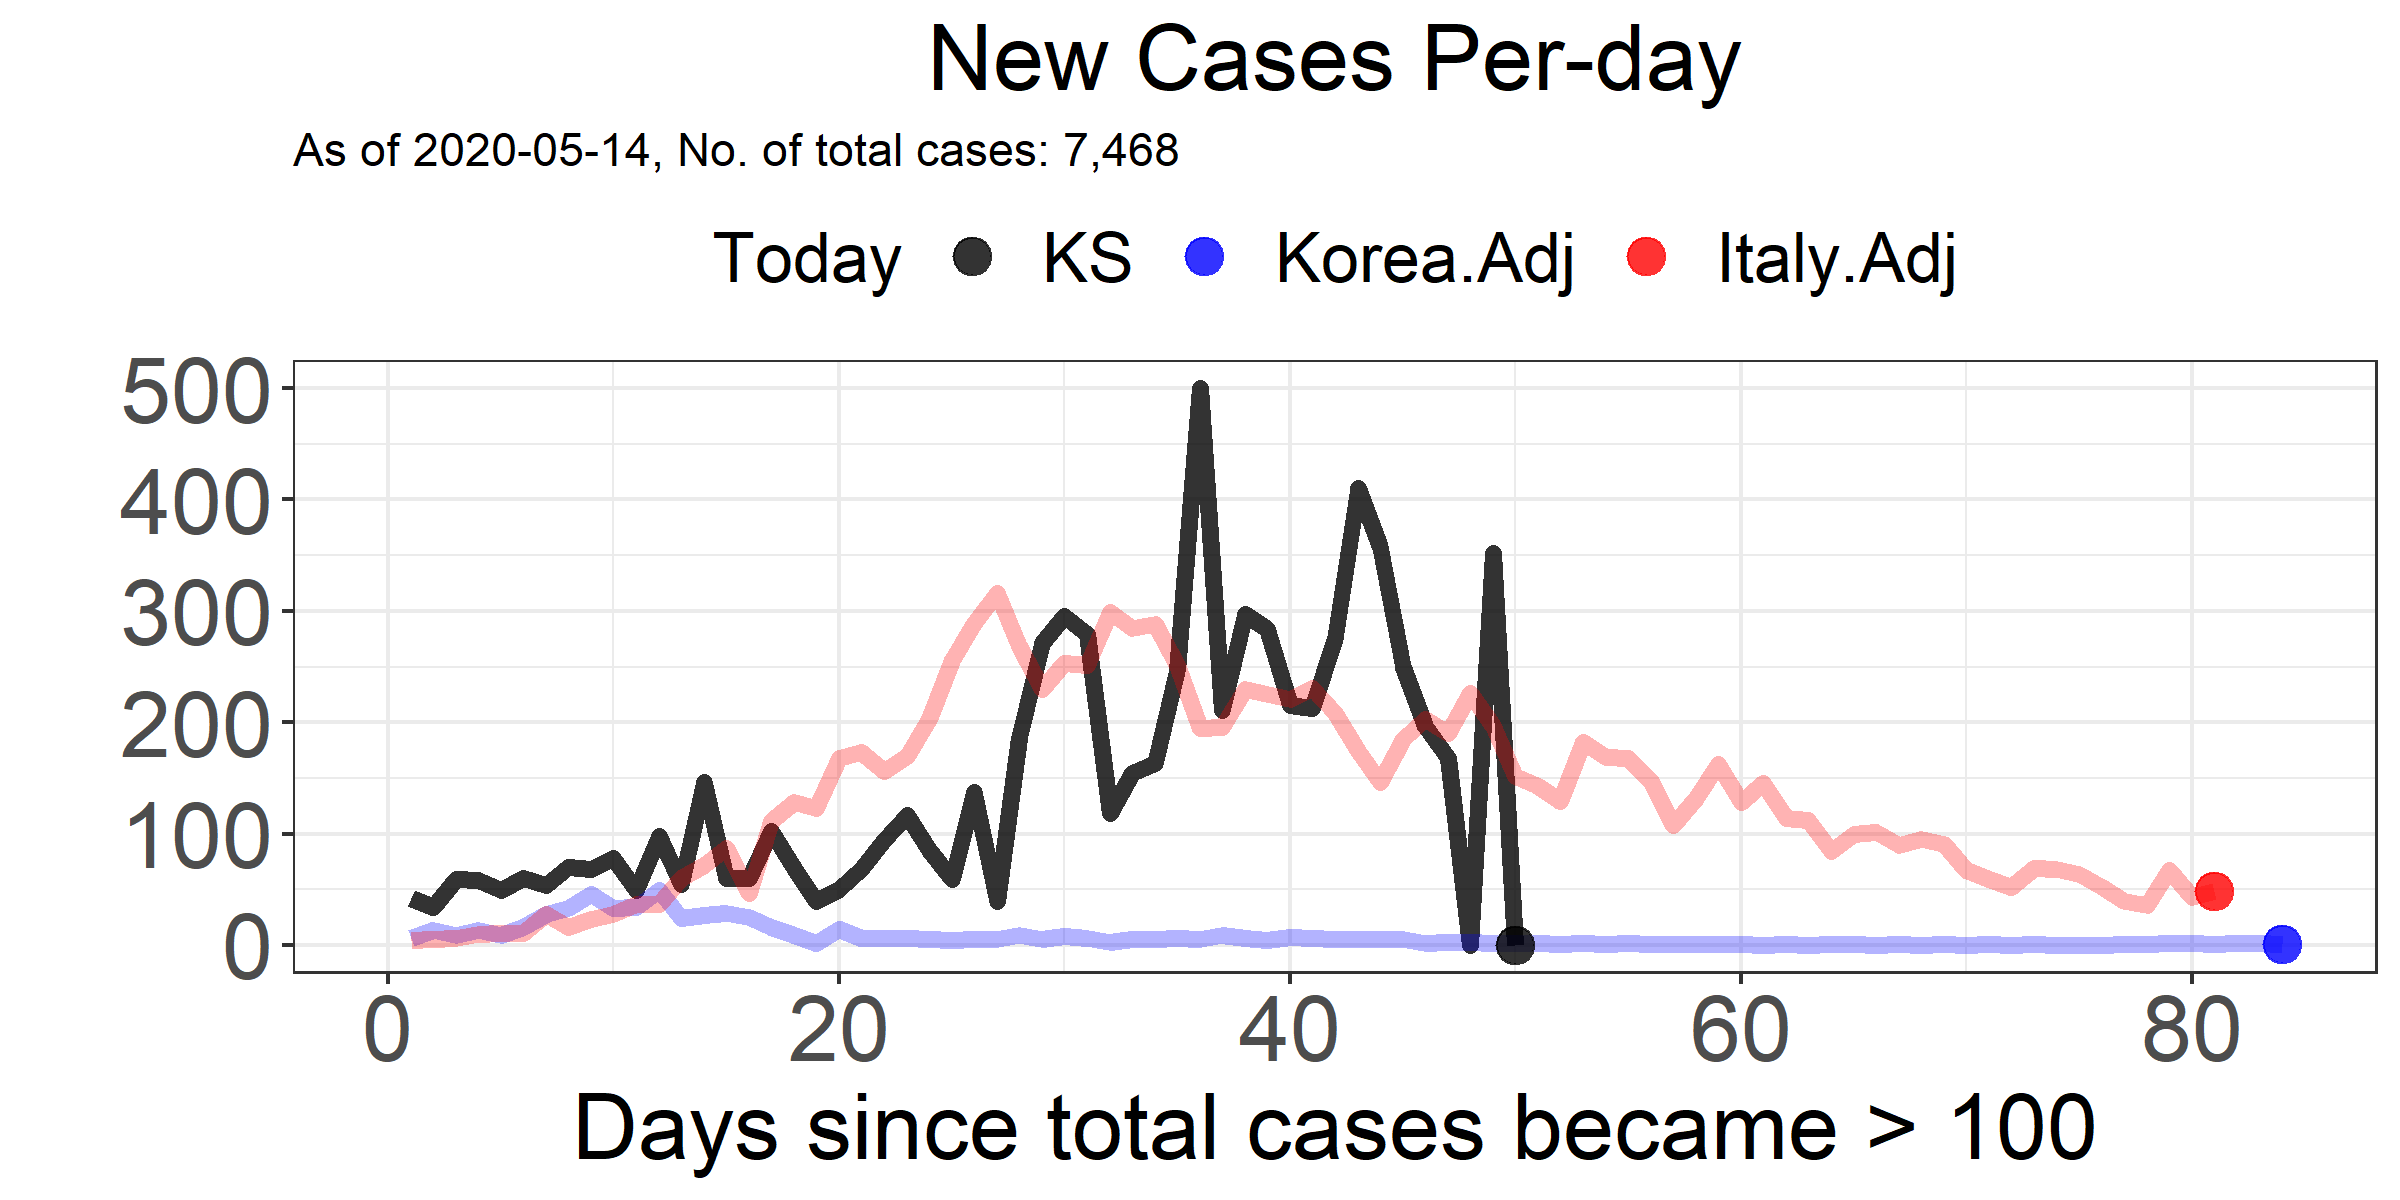 New Cases Per-day
As of 2020-05-14, No. of total cases: 7,468
Today KS Korea.Adj Italy.Adj
500
400
300
200
100
0
0 20 40 60 80
Days since total cases became > 100